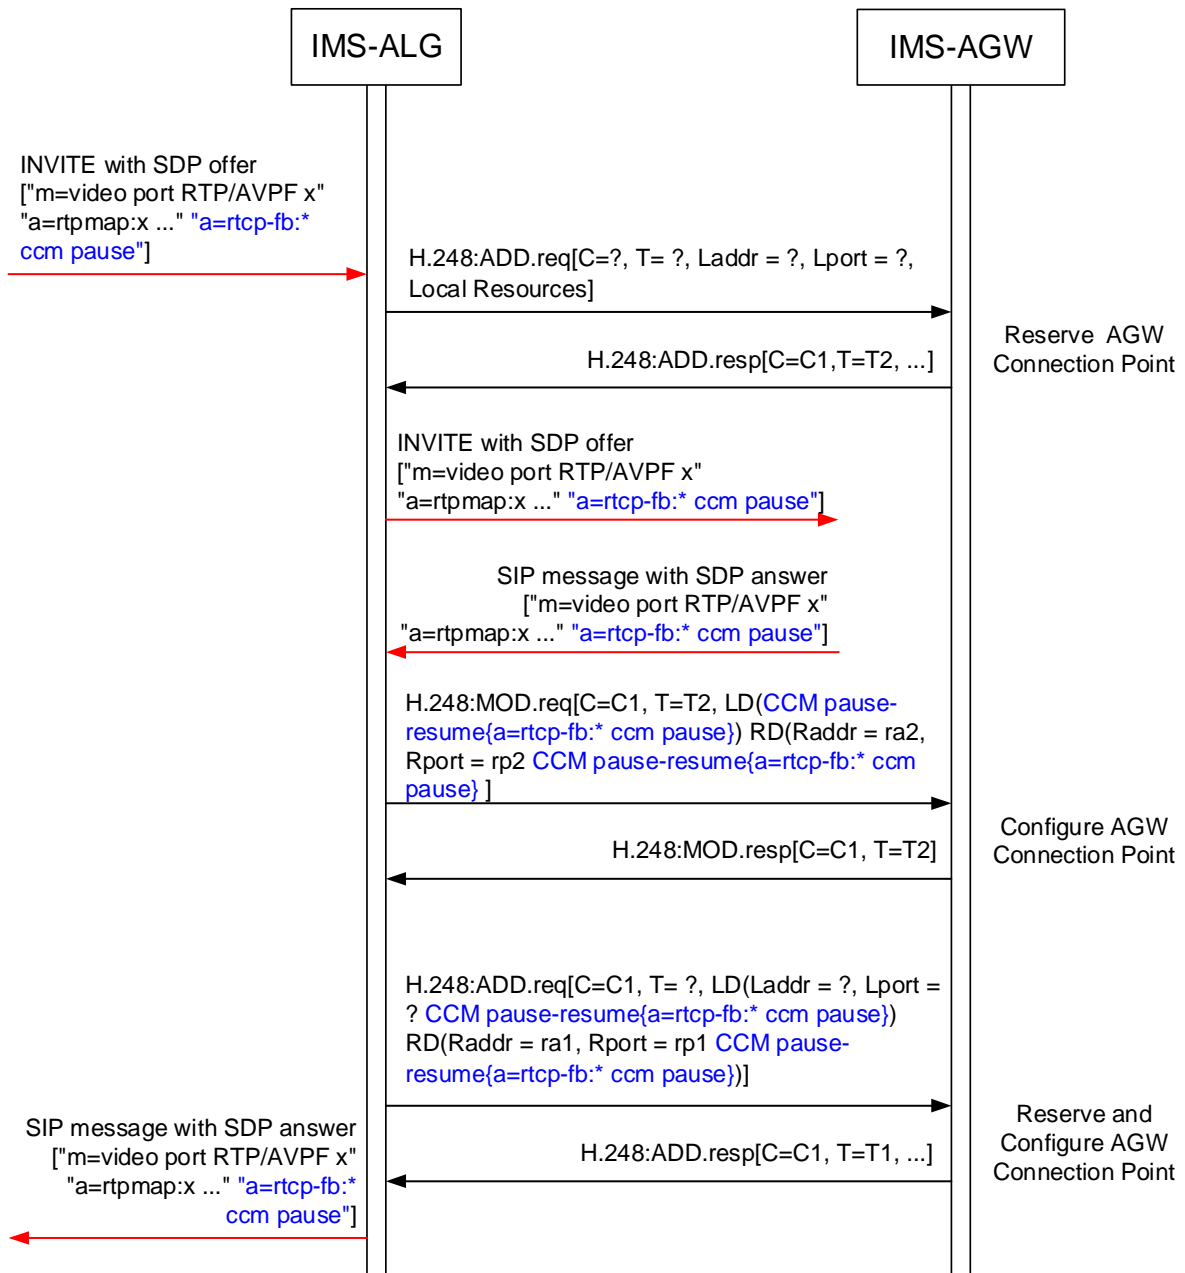 IMS-ALG
IMS-AGW
INVITE with SDP offer
["m=video port RTP/AVPF x"
"a=rtpmap:x ..." "a=rtcp-fb:*
ccm pause"]
H.248:ADD.req[C=?, T= ?, Laddr = ?, Lport = ?,
Local Resources]
Reserve AGW
Connection Point
H.248:ADD.resp[C=C1,T=T2, ...]
INVITE with SDP offer
["m=video port RTP/AVPF x"
"a=rtpmap:x ..." "a=rtcp-fb:* ccm pause"]
SIP message with SDP answer
["m=video port RTP/AVPF x"
"a=rtpmap:x ..." "a=rtcp-fb:* ccm pause"]
H.248:MOD.req[C=C1, T=T2, LD(CCM pause-
resume{a=rtcp-fb:* ccm pause}) RD(Raddr = ra2,
Rport = rp2 CCM pause-resume{a=rtcp-fb:* ccm
pause} ]
Configure AGW
Connection Point
H.248:MOD.resp[C=C1, T=T2]
H.248:ADD.req[C=C1, T= ?, LD(Laddr = ?, Lport =
? CCM pause-resume{a=rtcp-fb:* ccm pause})
RD(Raddr = ra1, Rport = rp1 CCM pause-
resume{a=rtcp-fb:* ccm pause})]
Reserve and
Configure AGW
Connection Point
H.248:ADD.resp[C=C1, T=T1, ...]
SIP message with SDP answer
["m=video port RTP/AVPF x"
"a=rtpmap:x ..." "a=rtcp-fb:*
ccm pause"]